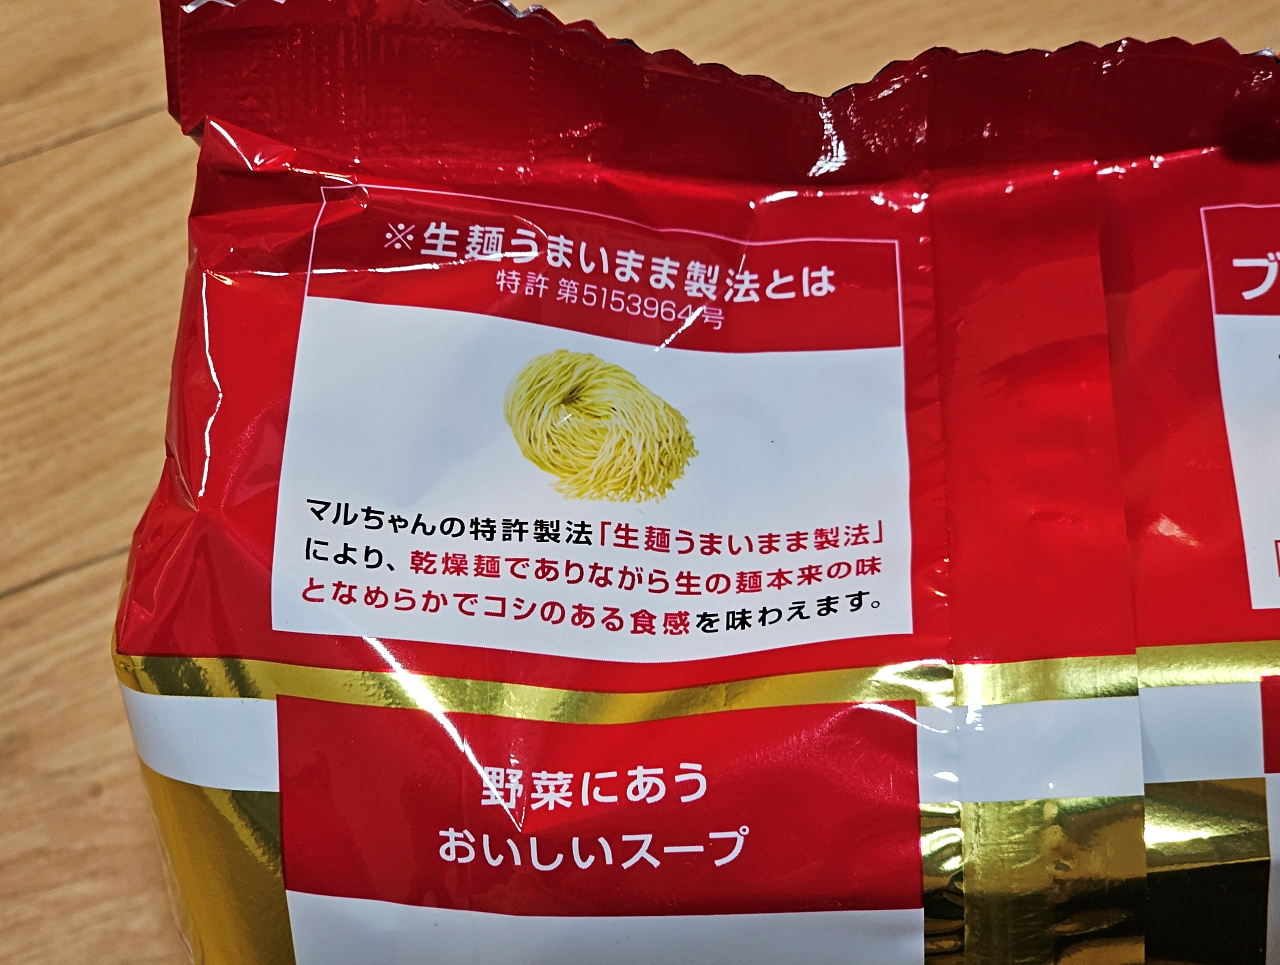 ※生麺うまいまま製法とは
特許 第5153964号
マルちゃんの特許製法「生麺うまいまま製法」
により、乾燥麺でありながら生の麺本来の味
となめらかでコシのある食感を味わえます。
野菜にあう
おいしいスープ
ブ